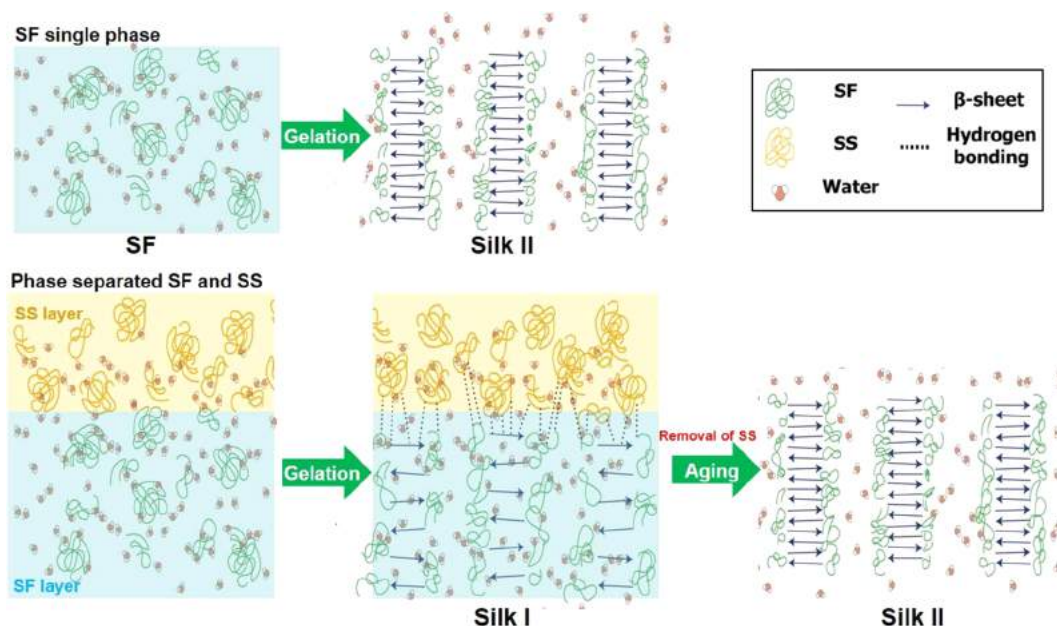 SF single phase
Gelation
SF
Silk II
SF
β-sheet
SS
Hydrogen
bonding
Water
Phase separated SF and SS
SS layer
SF layer
Gelation
Silk I
Removal of SS
Aging
Silk II